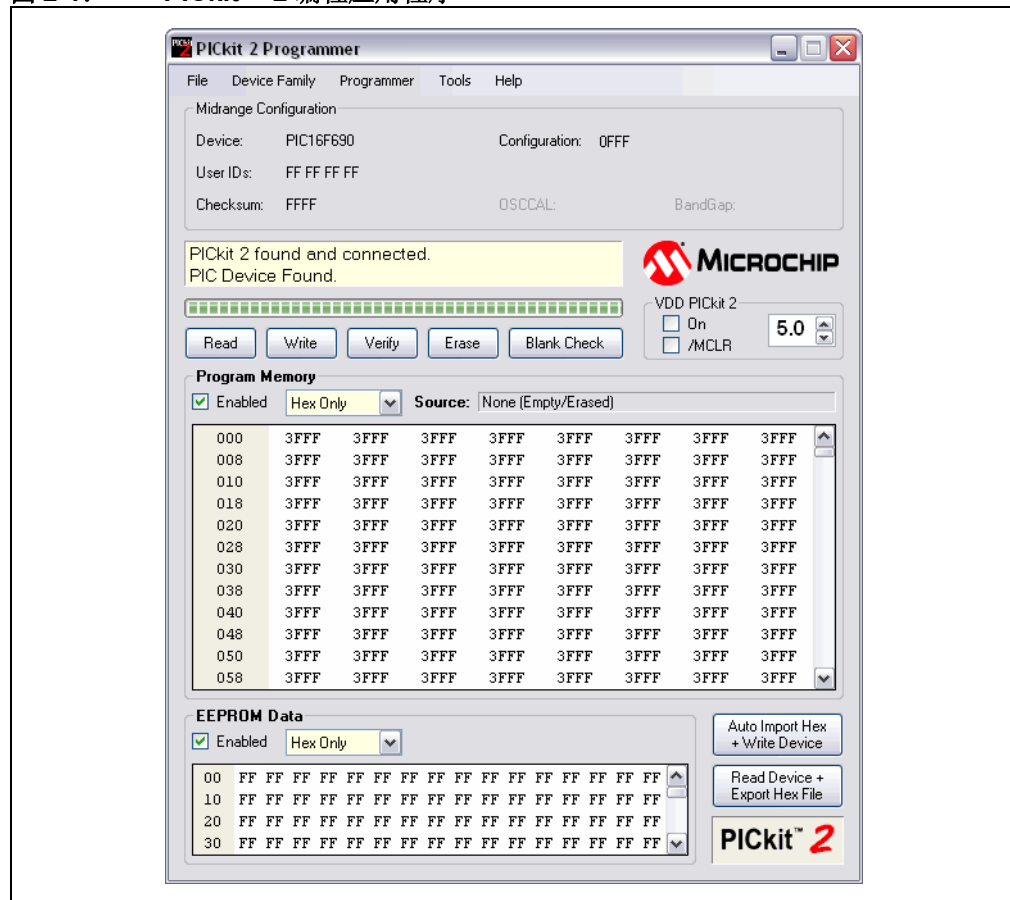 PICkit 2 Programmer
File Device Family Programmer Tools Help
Midrange Configuration
Device: PIC16F690 Configuration: 0FFF
User IDs: FF FF FF FF
Checksum: FFFF OSCCAL: BandGap:
PICkit 2 found and connected.
PIC Device Found.
MICROCHIP
VDD PICkit 2
On
/MCLR
5.0
Read Write Verify Erase Blank Check
Program Memory
Enabled Hex Only Source: None (Empty/Erased)
000 3FFF 3FFF 3FFF 3FFF 3FFF 3FFF 3FFF 3FFF
008 3FFF 3FFF 3FFF 3FFF 3FFF 3FFF 3FFF 3FFF
010 3FFF 3FFF 3FFF 3FFF 3FFF 3FFF 3FFF 3FFF
018 3FFF 3FFF 3FFF 3FFF 3FFF 3FFF 3FFF 3FFF
020 3FFF 3FFF 3FFF 3FFF 3FFF 3FFF 3FFF 3FFF
028 3FFF 3FFF 3FFF 3FFF 3FFF 3FFF 3FFF 3FFF
030 3FFF 3FFF 3FFF 3FFF 3FFF 3FFF 3FFF 3FFF
038 3FFF 3FFF 3FFF 3FFF 3FFF 3FFF 3FFF 3FFF
040 3FFF 3FFF 3FFF 3FFF 3FFF 3FFF 3FFF 3FFF
048 3FFF 3FFF 3FFF 3FFF 3FFF 3FFF 3FFF 3FFF
050 3FFF 3FFF 3FFF 3FFF 3FFF 3FFF 3FFF 3FFF
058 3FFF 3FFF 3FFF 3FFF 3FFF 3FFF 3FFF 3FFF
EEPROM Data
Enabled Hex Only
00 FF FF FF FF FF FF FF FF FF FF FF FF FF FF FF FF
10 FF FF FF FF FF FF FF FF FF FF FF FF FF FF FF FF
20 FF FF FF FF FF FF FF FF FF FF FF FF FF FF FF FF
30 FF FF FF FF FF FF FF FF FF FF FF FF FF FF FF FF
Auto Import Hex
+ Write Device
Read Device +
Export Hex File
PICkit™ 2